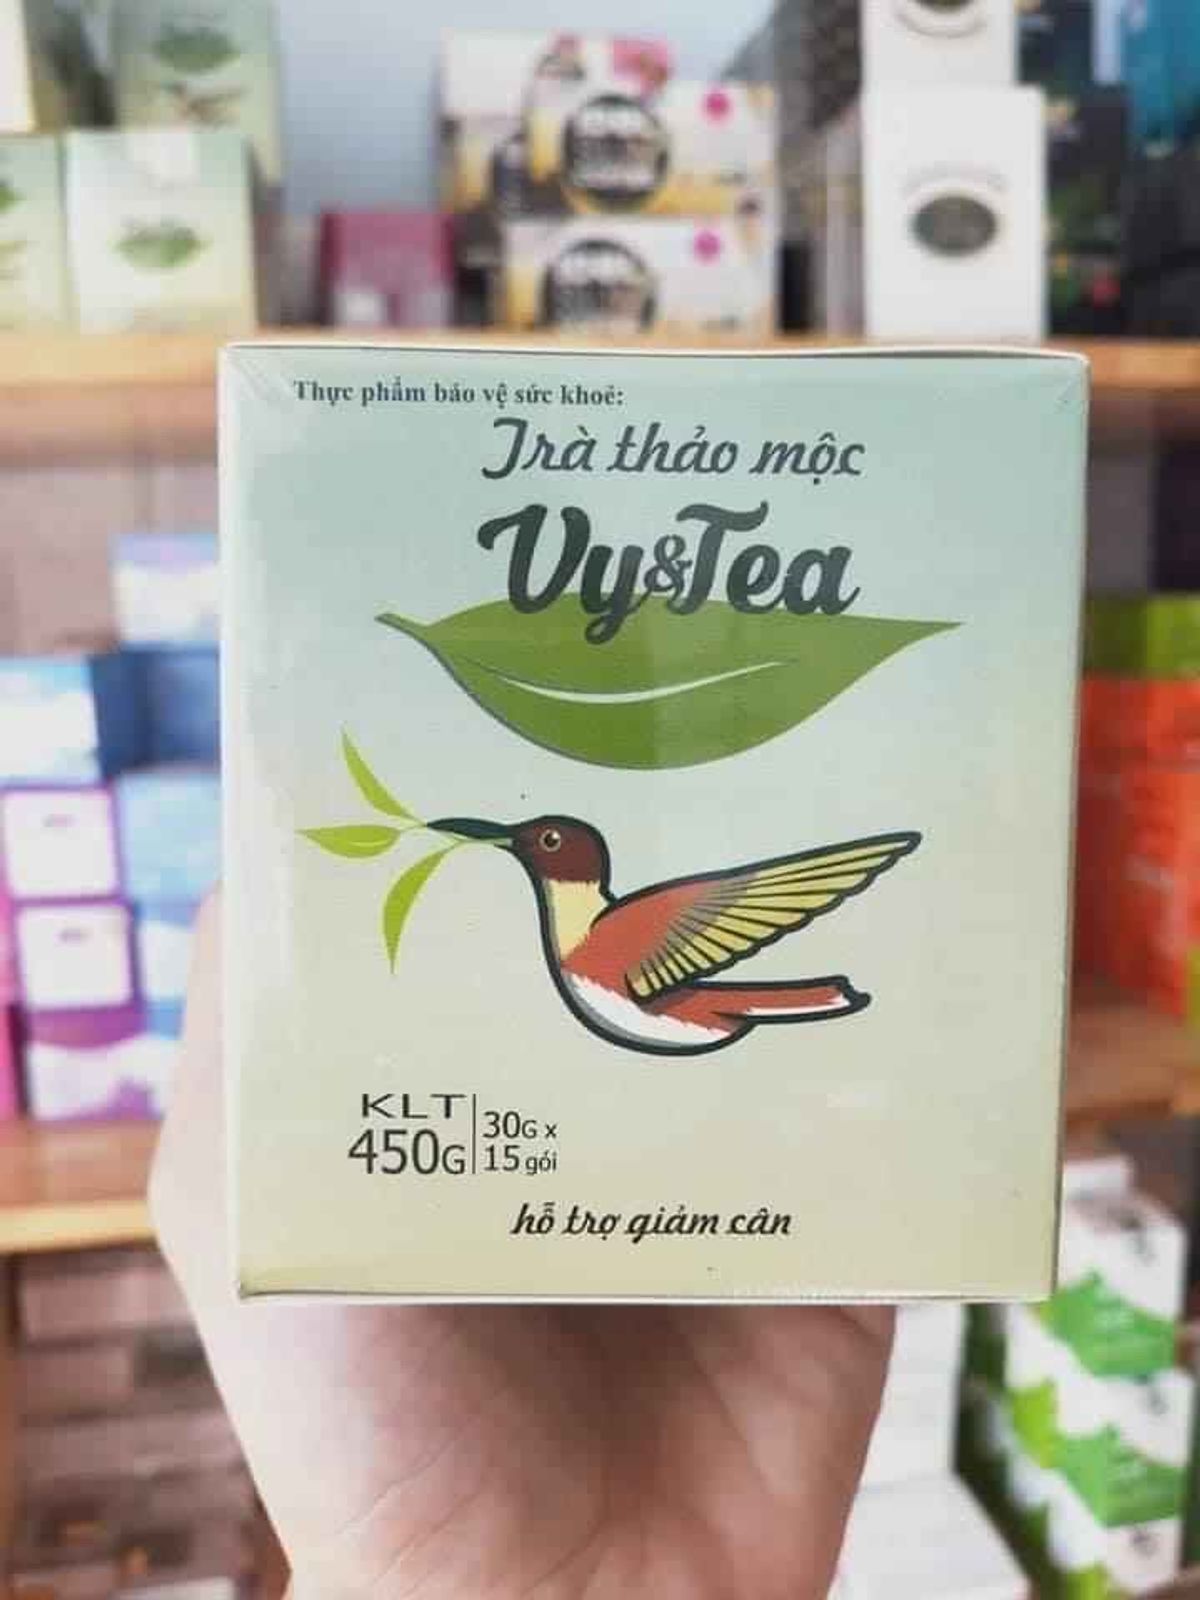 Thực phẩm bảo vệ sức khoẻ:
Trà thảo mộc
Vy&Tea
KLT
450G
30G x
15 gói
hỗ trợ giảm cân